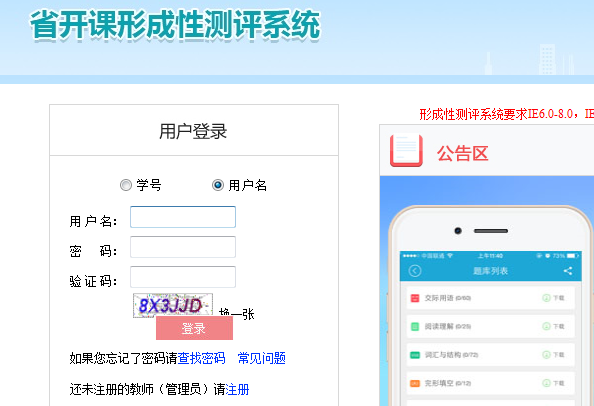 省开课形成性测评系统
用户登录
学号 用户名
用户名：
密 码：
验证码：
8X3JJD 换一张
登录
如果您忘记了密码请查找密码 常见问题
还未注册的教师（管理员）请注册
形成性测评系统要求IE6.0-8.0，IE
公告区
中国联通 上午11:40 73%
题库列表
交际用语 (0/60) 下载
阅读理解 (0/25) 下载
词汇与结构 (0/72) 下载
完形填空 (0/12) 下载